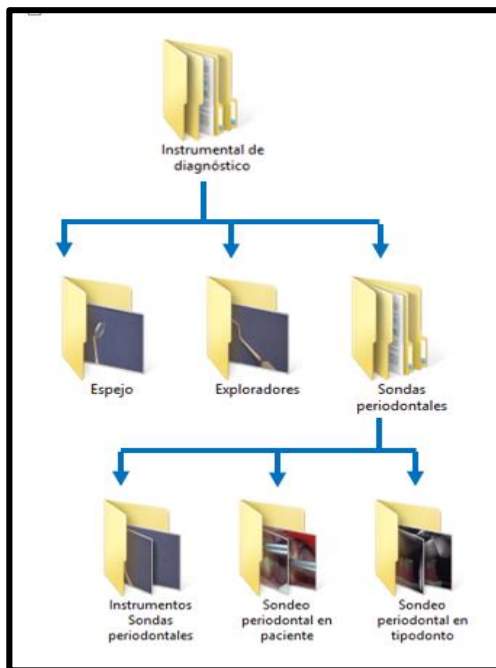 Instrumental de
diagnóstico
Espejo
Exploradores
Sondas
periodontales
Instrumentos
Sondas
periodontales
Sondeo
periodontal en
paciente
Sondeo
periodontal en
tipodonto